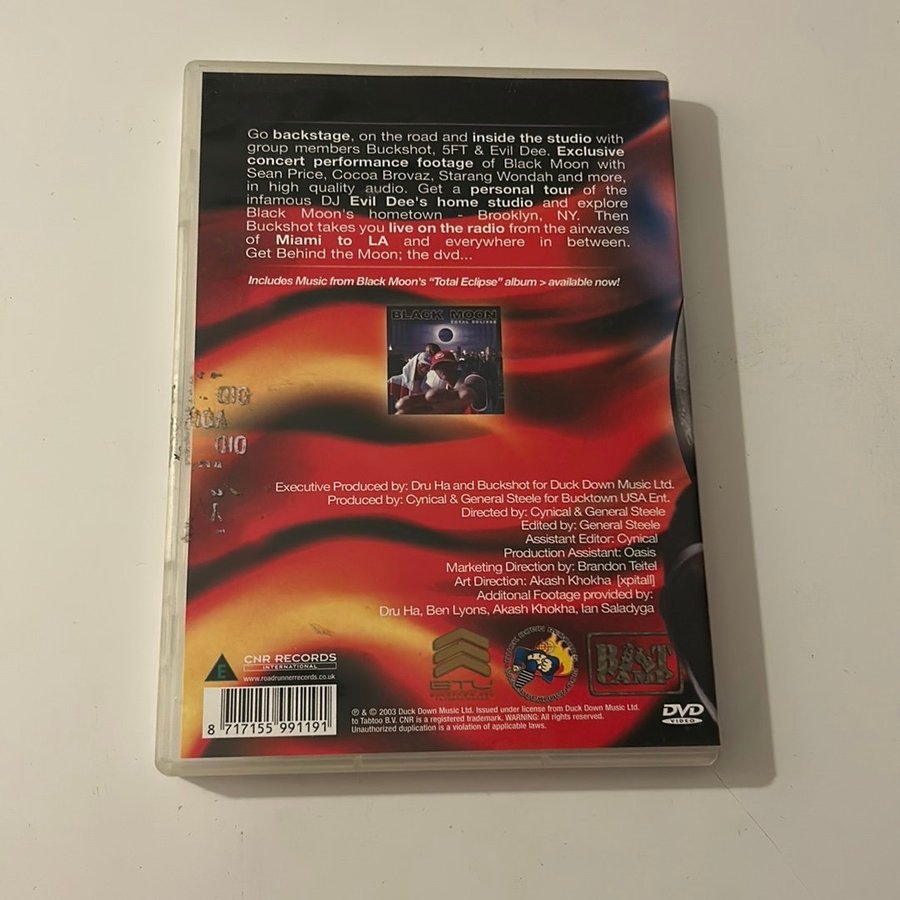 Go backstage, on the road and inside the studio with
group members Buckshot, 5FT & Evil Dee. Exclusive
concert performance footage of Black Moon with
Sean Price, Cocoa Brovaz, Starang Wondah and more,
in high quality audio. Get a personal tour of the
infamous DJ Evil Dee's home studio and explore
Black Moon's hometown - Brooklyn, NY. Then
Buckshot takes you live on the radio from the airwaves
of Miami to LA and everywhere in between.
Get Behind the Moon; the dvd...
Includes Music from Black Moon's "Total Eclipse" album > available now!
BLACK MOON
TOTAL ECLIPSE
Executive Produced by: Dru Ha and Buckshot for Duck Down Music Ltd.
Produced by: Cynical & General Steele for Bucktown USA Ent.
Directed by: Cynical & General Steele
Edited by: General Steele
Assistant Editor: Cynical
Production Assistant: Oasis
Marketing Direction by: Brandon Teitel
Art Direction: Akash Khokha [xpitall]
Additonal Footage provided by:
Dru Ha, Ben Lyons, Akash Khokha, Ian Saladyga
E
CNR RECORDS
INTERNATIONAL
www.roadrunnerrecords.co.uk
8 717155 991191
℗ & © 2003 Duck Down Music Ltd. Issued under license from Duck Down Music Ltd.
to Tabtoo B.V. CNR is a registered trademark. WARNING: All rights reserved.
Unauthorized duplication is a violation of applicable laws.
DVD
VIDEO